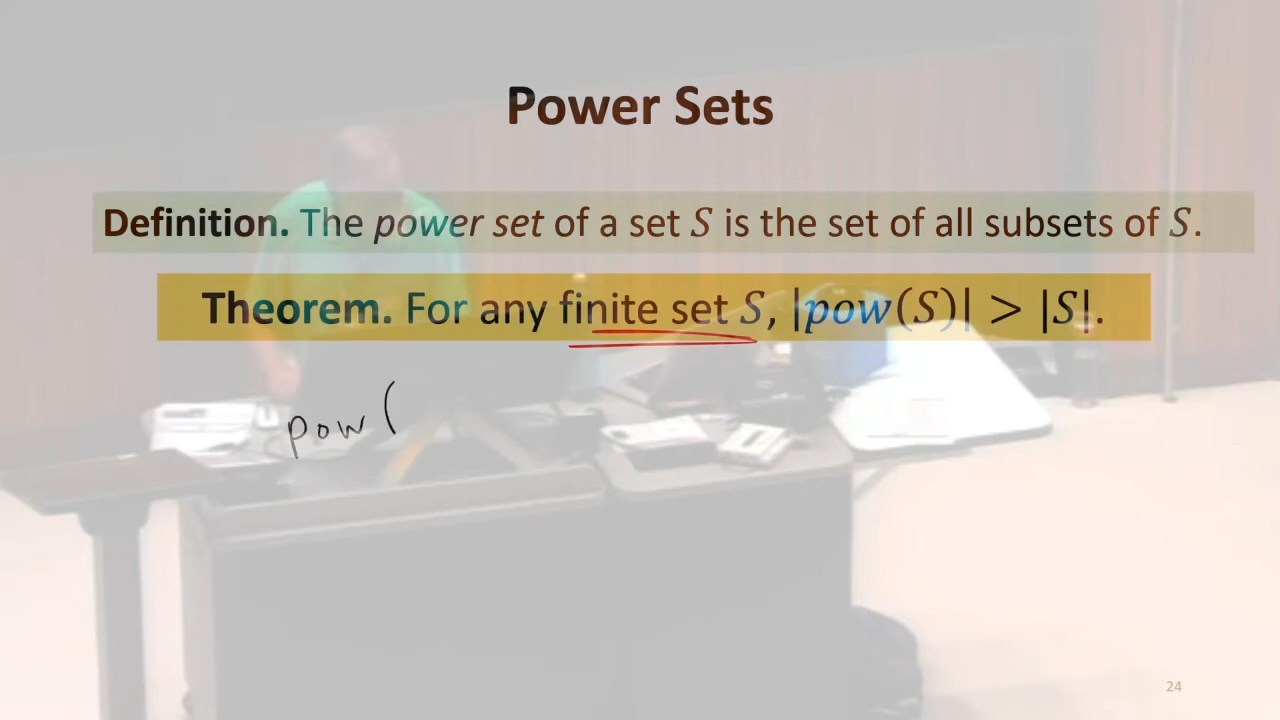 Power Sets
Definition. The power set of a set 𝑆 is the set of all subsets of 𝑆.
Theorem. For any finite set 𝑆, |𝒑𝒐𝒘(𝑆)| > |𝑆|.
pow (
24